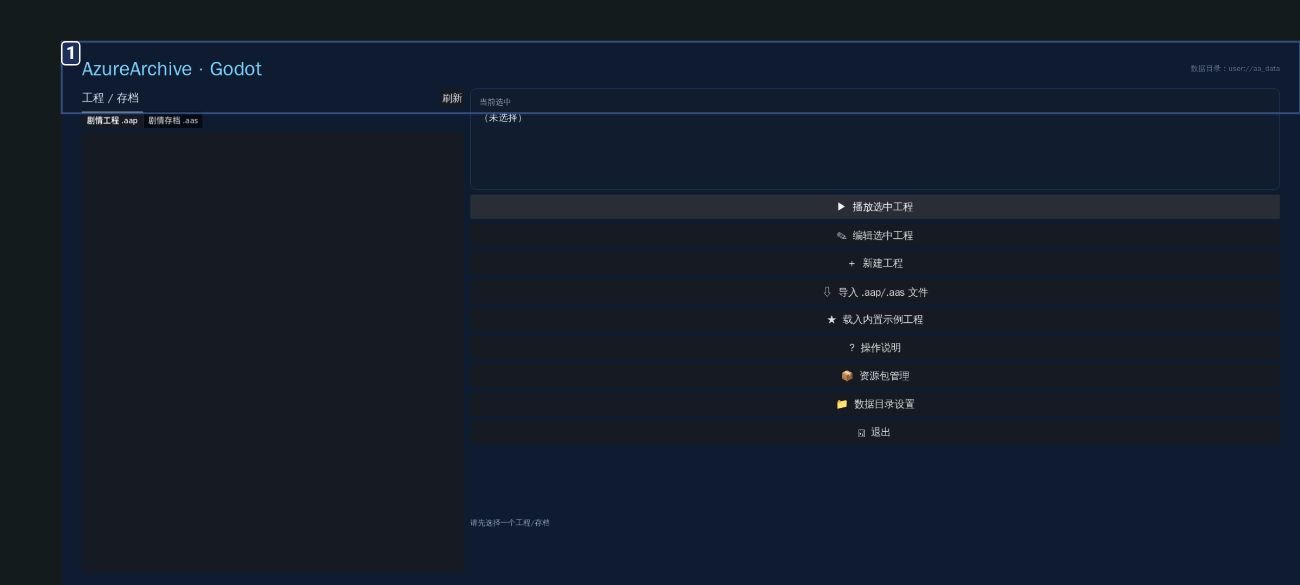 1
AzureArchive · Godot
数据目录：user://aa_data
工程 / 存档
刷新
剧情工程 .aap
剧情存档 .aas
当前选中
（未选择）
▶ 播放选中工程
✎ 编辑选中工程
+ 新建工程
⇩ 导入 .aap/.aas 文件
★ 载入内置示例工程
? 操作说明
📦 资源包管理
📁 数据目录设置
退出
请先选择一个工程/存档